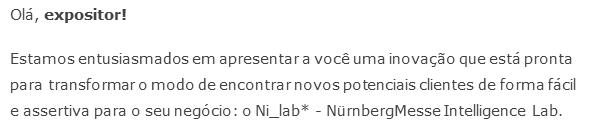 Olá, expositor!
Estamos entusiasmados em apresentar a você uma inovação que está pronta
para transformar o modo de encontrar novos potenciais clientes de forma fácil
e assertiva para o seu negócio: o Ni_lab* - NürnbergMesse Intelligence Lab.